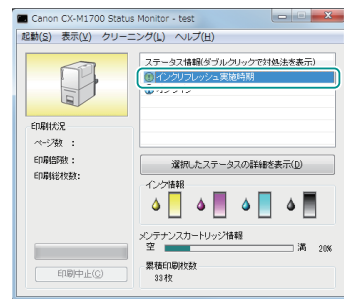 Canon CX-M1700 Status Monitor - test
起動(S) 表示(V) クリーニング(L) ヘルプ(H)
ステータス情報(ダブルクリックで対処法を表示)
インクリフレッシュ実施時期
オンライン
印刷状況
ページ数 :
印刷部数 :
印刷総枚数:
選択したステータスの詳細を表示(D)
インク情報
メンテナンスカートリッジ情報
空 満 20%
累積印刷枚数
33枚
印刷中止(C)